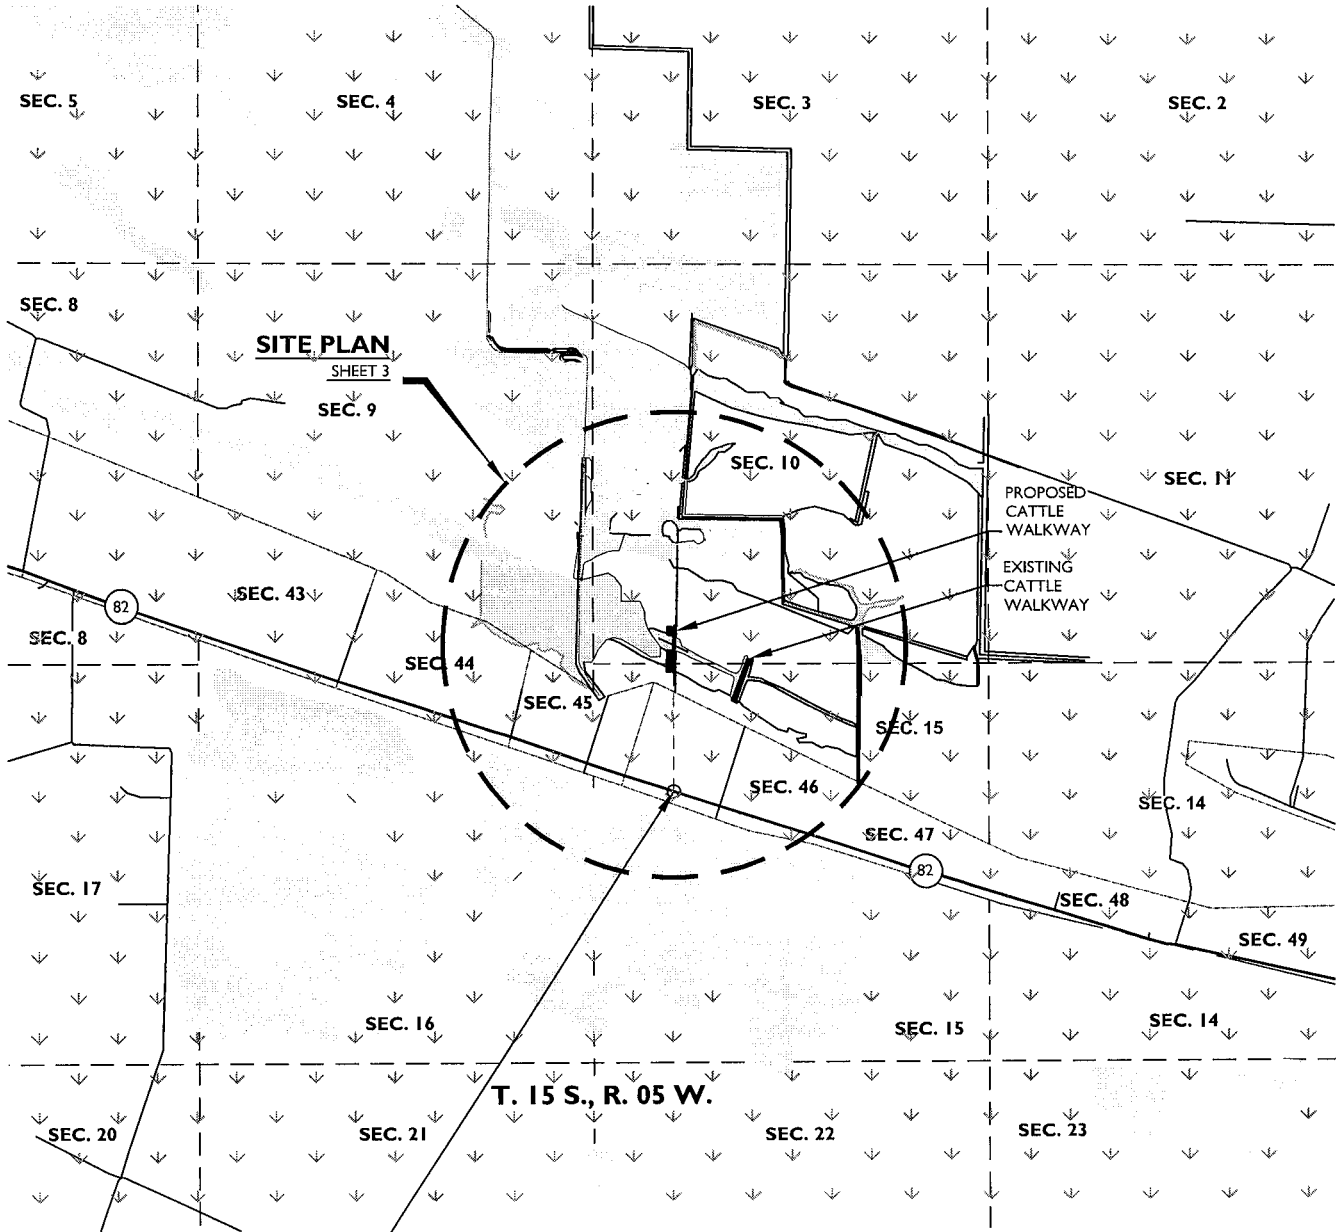 SEC. 5
SEC. 4
SEC. 3
SEC. 2
SEC. 8
SITE PLAN
SHEET 3
SEC. 9
SEC. 10
SEC. 11
PROPOSED
CATTLE
WALKWAY
EXISTING
CATTLE
WALKWAY
SEC. 43
82
SEC. 8
SEC. 44
SEC. 45
SEC. 15
SEC. 46
SEC. 14
SEC. 47
82
SEC. 17
SEC. 48
SEC. 49
SEC. 16
SEC. 15
SEC. 14
T. 15 S., R. 05 W.
SEC. 20
SEC. 21
SEC. 22
SEC. 23